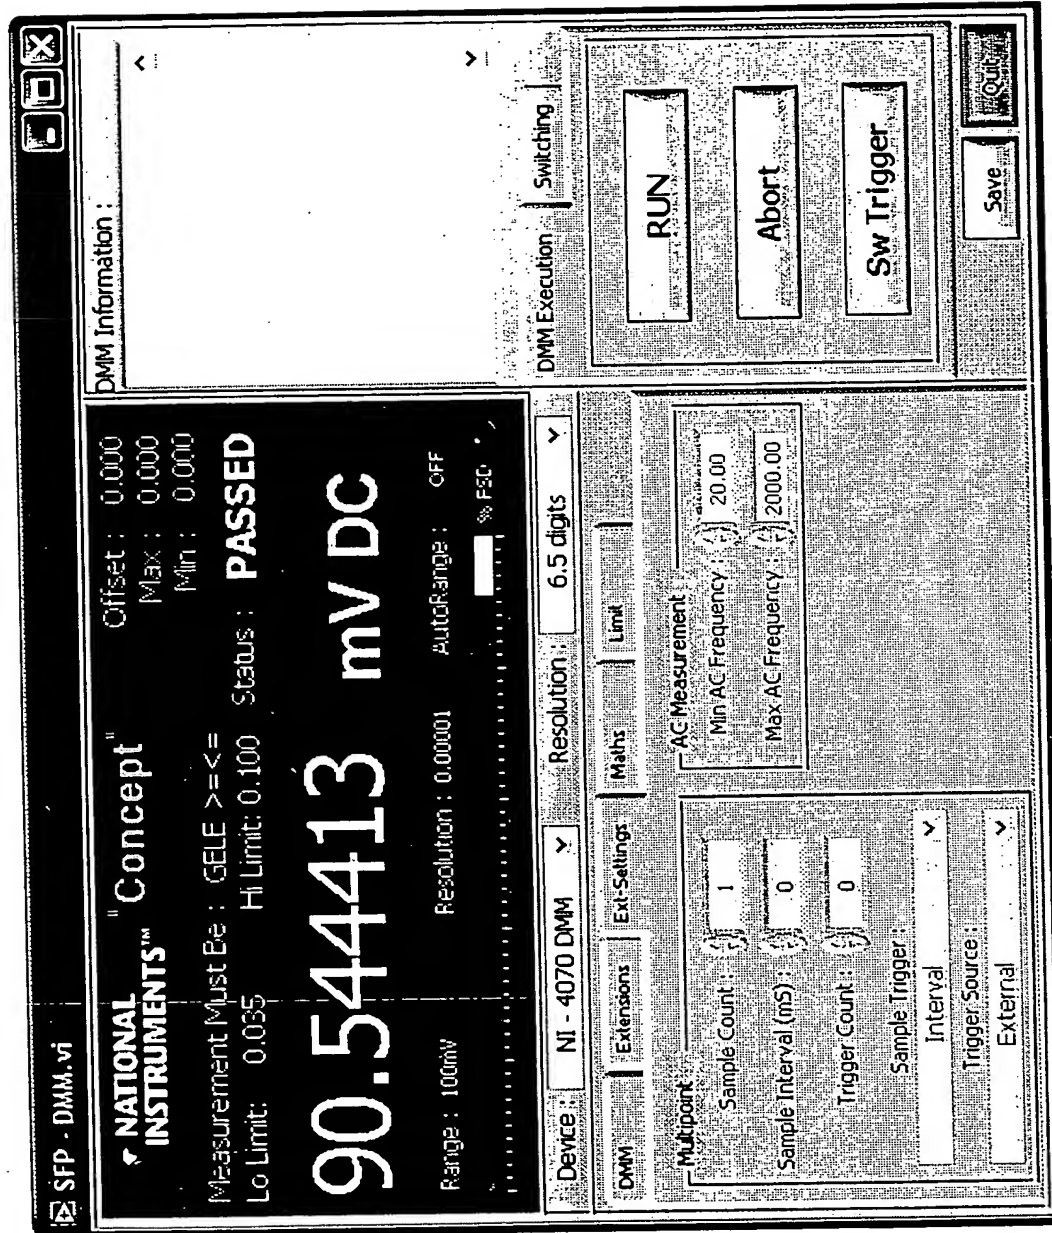 SFP - DMM.vi
NATIONAL INSTRUMENTS™ "Concept"
Offset : 0.000
Max : 0.000
Min : 0.000
Measurement Must Be : GELE >=<=
Lo Limit: 0.035 Hi Limit: 0.100 Status : PASSED
90.54413 mV DC
Range : 100mV Resolution : 0.00001 AutoRange : OFF
% FSD
DMM Information :
Device : NI - 4070 DMM Resolution : 6.5 digits
DMM Extensions Ext-Settings Maths Limit
Multipoint
Sample Count : 1
Sample Interval (mS) : 0
Trigger Count : 0
Sample Trigger :
Interval
Trigger Source :
External
AC Measurement
Min AC Frequency : 20.00
Max AC Frequency : 2000.00
DMM Execution Switching
RUN
Abort
Sw Trigger
Save Quit